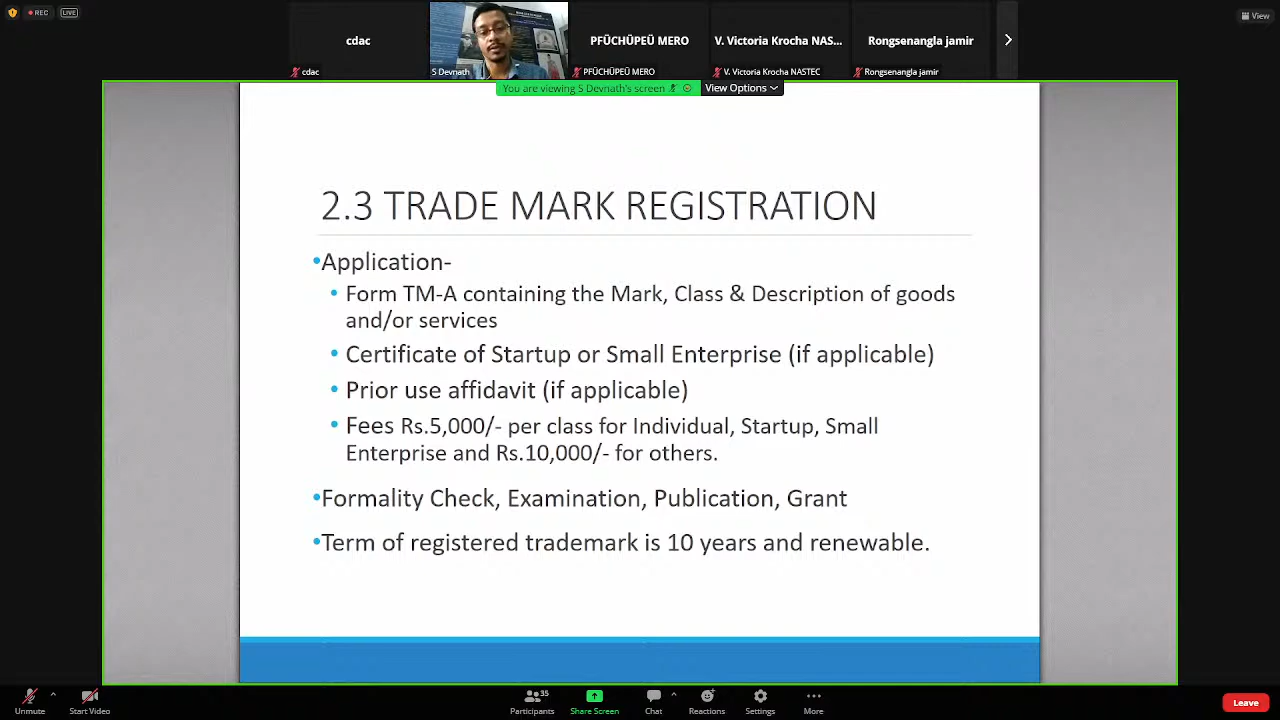 REC
LIVE
View
cdac
PFÜCHÜPEÜ MERO
V. Victoria Krocha NAS...
Rongsenangla jamir
cdac
S Devnath
PFÜCHÜPEÜ MERO
V. Victoria Krocha NASTEC
Rongsenangla jamir
You are viewing S Devnath's screen
View Options
2.3 TRADE MARK REGISTRATION
•Application-
• Form TM-A containing the Mark, Class & Description of goods
and/or services
• Certificate of Startup or Small Enterprise (if applicable)
• Prior use affidavit (if applicable)
• Fees Rs.5,000/- per class for Individual, Startup, Small
Enterprise and Rs.10,000/- for others.
•Formality Check, Examination, Publication, Grant
•Term of registered trademark is 10 years and renewable.
Unmute
Start Video
Participants
35
Share Screen
Chat
Reactions
Settings
More
Leave